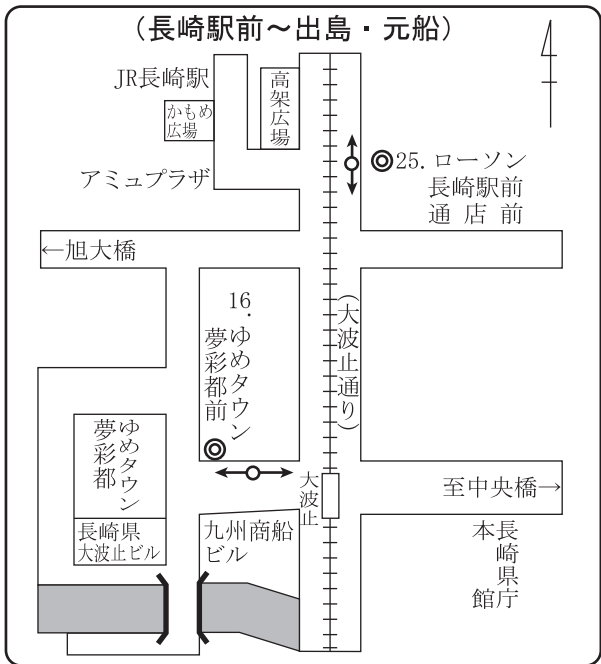 (長崎駅前～出島・元船)
JR長崎駅
かもめ
広場
高架広場
アミュプラザ
25. ローソン
長崎駅前
通店前
←旭大橋
16.
ゆめタウン
夢彩都前
(大波止通り)
ゆめタウン
夢彩都
長崎県
大波止ビル
九州商船
ビル
大波止
至中央橋→
長崎県庁
本館